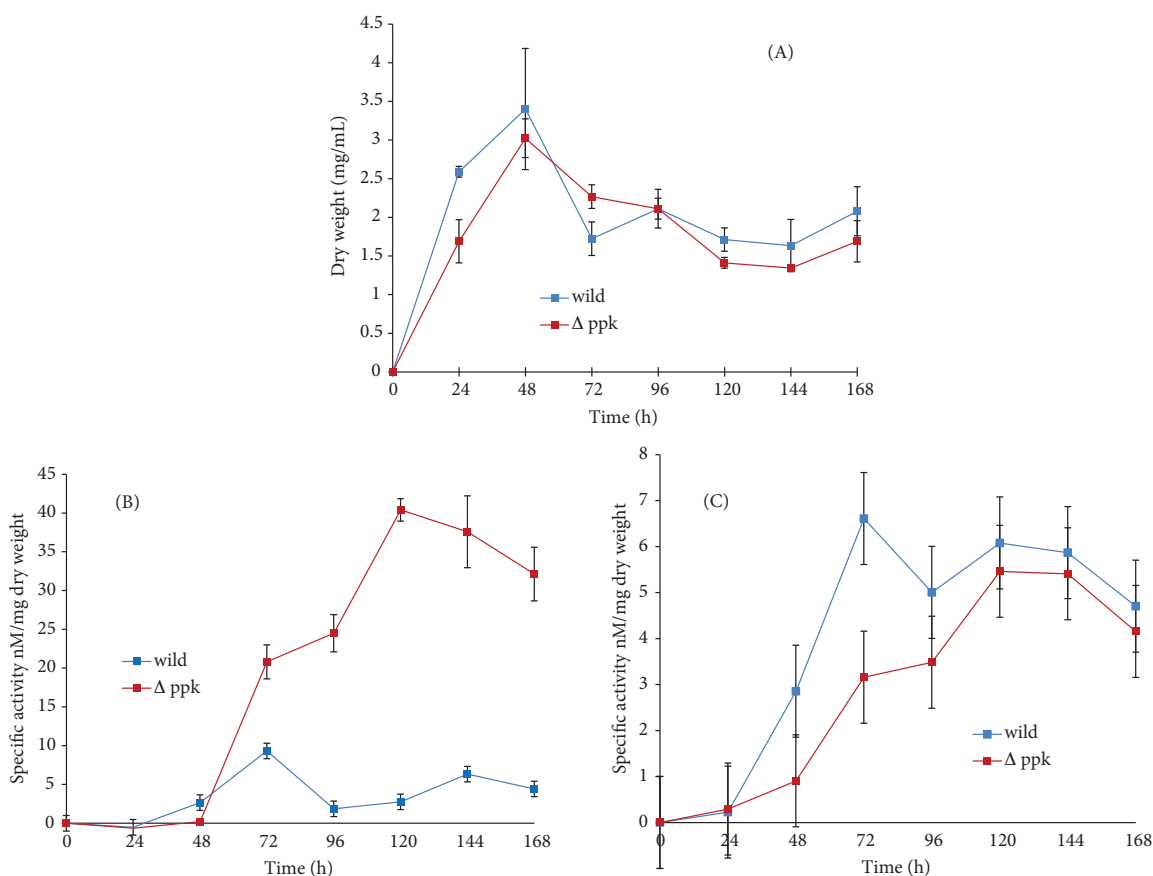 (A)
Dry weight (mg/mL)
4.5
4
3.5
3
2.5
2
1.5
1
0.5
0
wild
Δ ppk
0 24 48 72 96 120 144 168
Time (h)
(B)
Specific activity nM/mg dry weight
45
40
35
30
25
20
15
10
5
0
wild
Δ ppk
0 24 48 72 96 120 144 168
Time (h)
(C)
Specific activity nM/mg dry weight
8
7
6
5
4
3
2
1
0
wild
Δ ppk
0 24 48 72 96 120 144 168
Time (h)